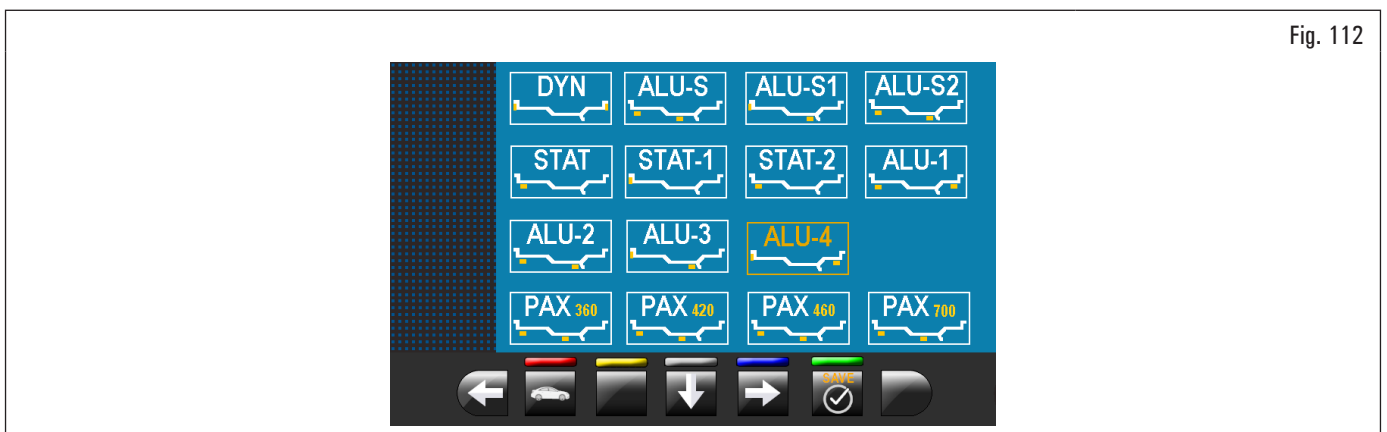 Fig. 112
DYN ALU-S ALU-S1 ALU-S2
STAT STAT-1 STAT-2 ALU-1
ALU-2 ALU-3 ALU-4
PAX 360 PAX 420 PAX 460 PAX 700
SAVE